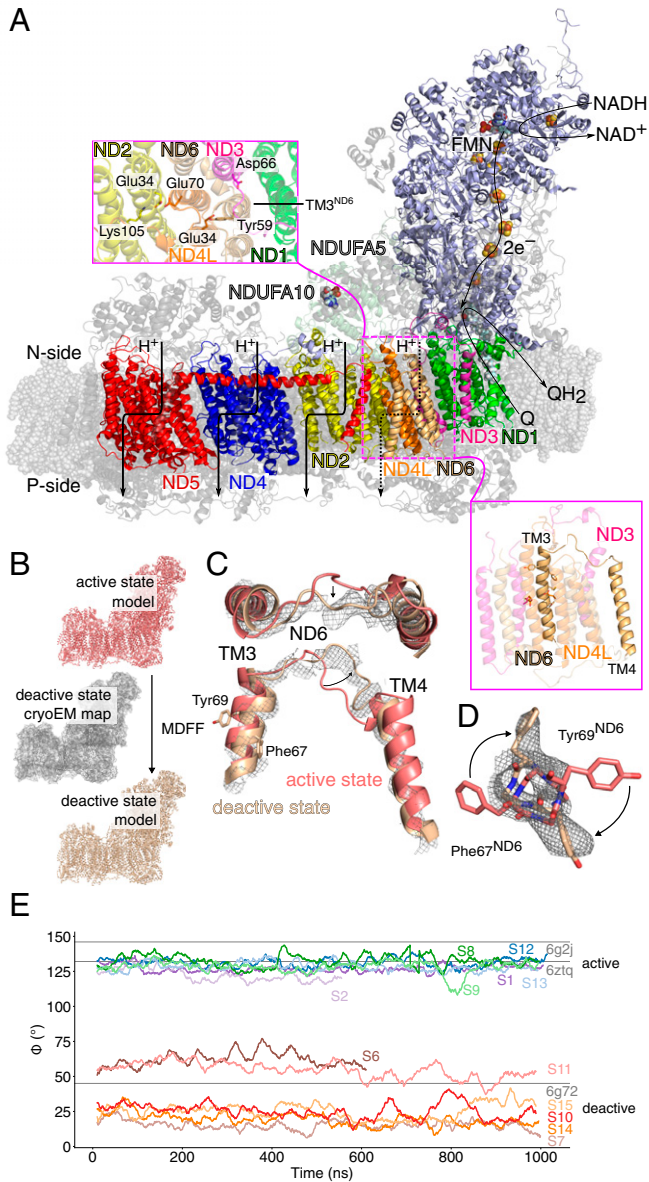 A
NADH
NAD+
FMN
2e−
ND2 ND6 ND3
Asp66
Glu34 Glu70
TM3ND6
Lys105
Glu34 Tyr59
ND4L ND1
NDUFA5
NDUFA10
N-side
H+ H+ H+ H+
QH2
Q
ND3
ND1
ND2
ND4L ND6
P-side
ND5 ND4
TM3 ND3
ND6 ND4L
TM4
B
active state
model
deactive state
cryoEM map
MDFF
deactive state
model
C
ND6
TM3 TM4
Tyr69
Phe67
active state
deactive state
D
Tyr69ND6
Phe67ND6
E
150
125
100
75
50
25
0
Φ (°)
S8 S12 6g2j
6ztq active
S1
S9 S13
S2
S6
S11
6g72
S15
S10 deactive
S14
S7
0 200 400 600 800 1000
Time (ns)